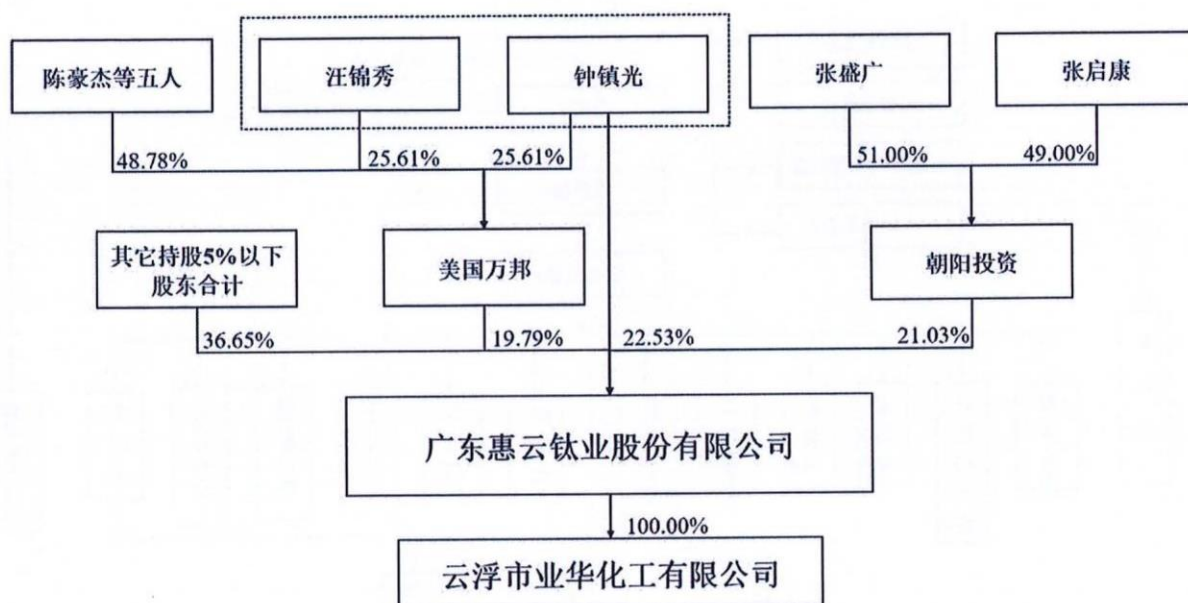 陈豪杰等五人
汪锦秀
钟镇光
张盛广
张启康
48.78%
25.61%
25.61%
51.00%
49.00%
其它持股5%以下
股东合计
美国万邦
朝阳投资
36.65%
19.79%
22.53%
21.03%
广东惠云钛业股份有限公司
100.00%
云浮市业华化工有限公司